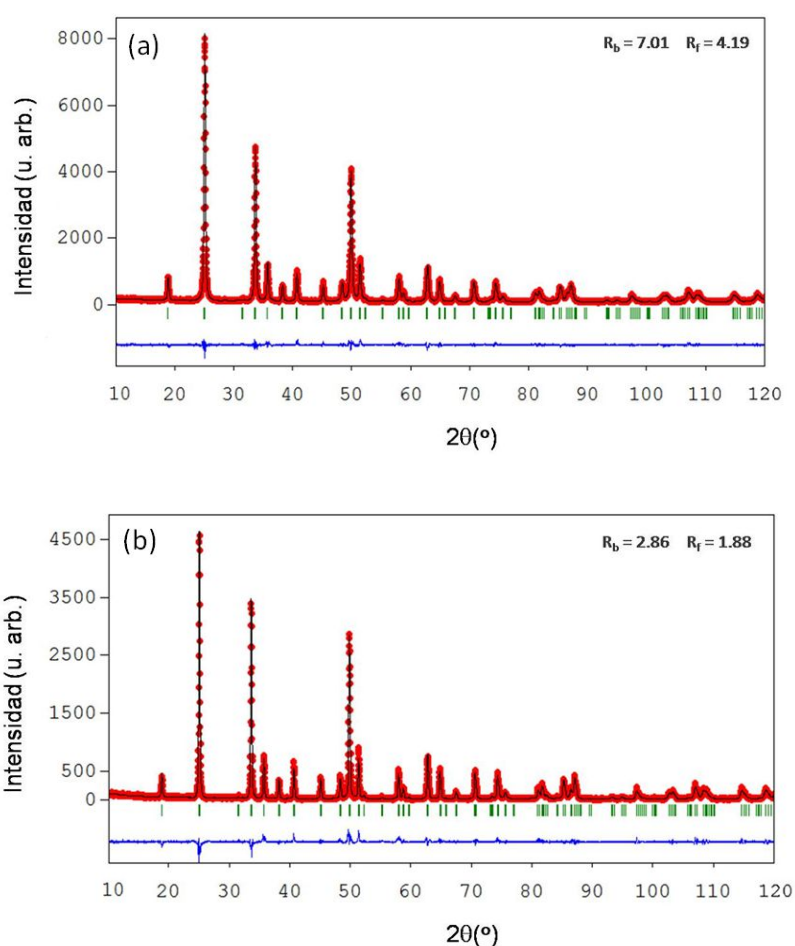 (a)
R_b = 7.01 R_f = 4.19
Intensidad (u. arb.)
8000
6000
4000
2000
0
10 20 30 40 50 60 70 80 90 100 110 120
2θ(º)
(b)
R_b = 2.86 R_f = 1.88
Intensidad (u. arb.)
4500
3500
2500
1500
500
0
10 20 30 40 50 60 70 80 90 100 110 120
2θ(º)